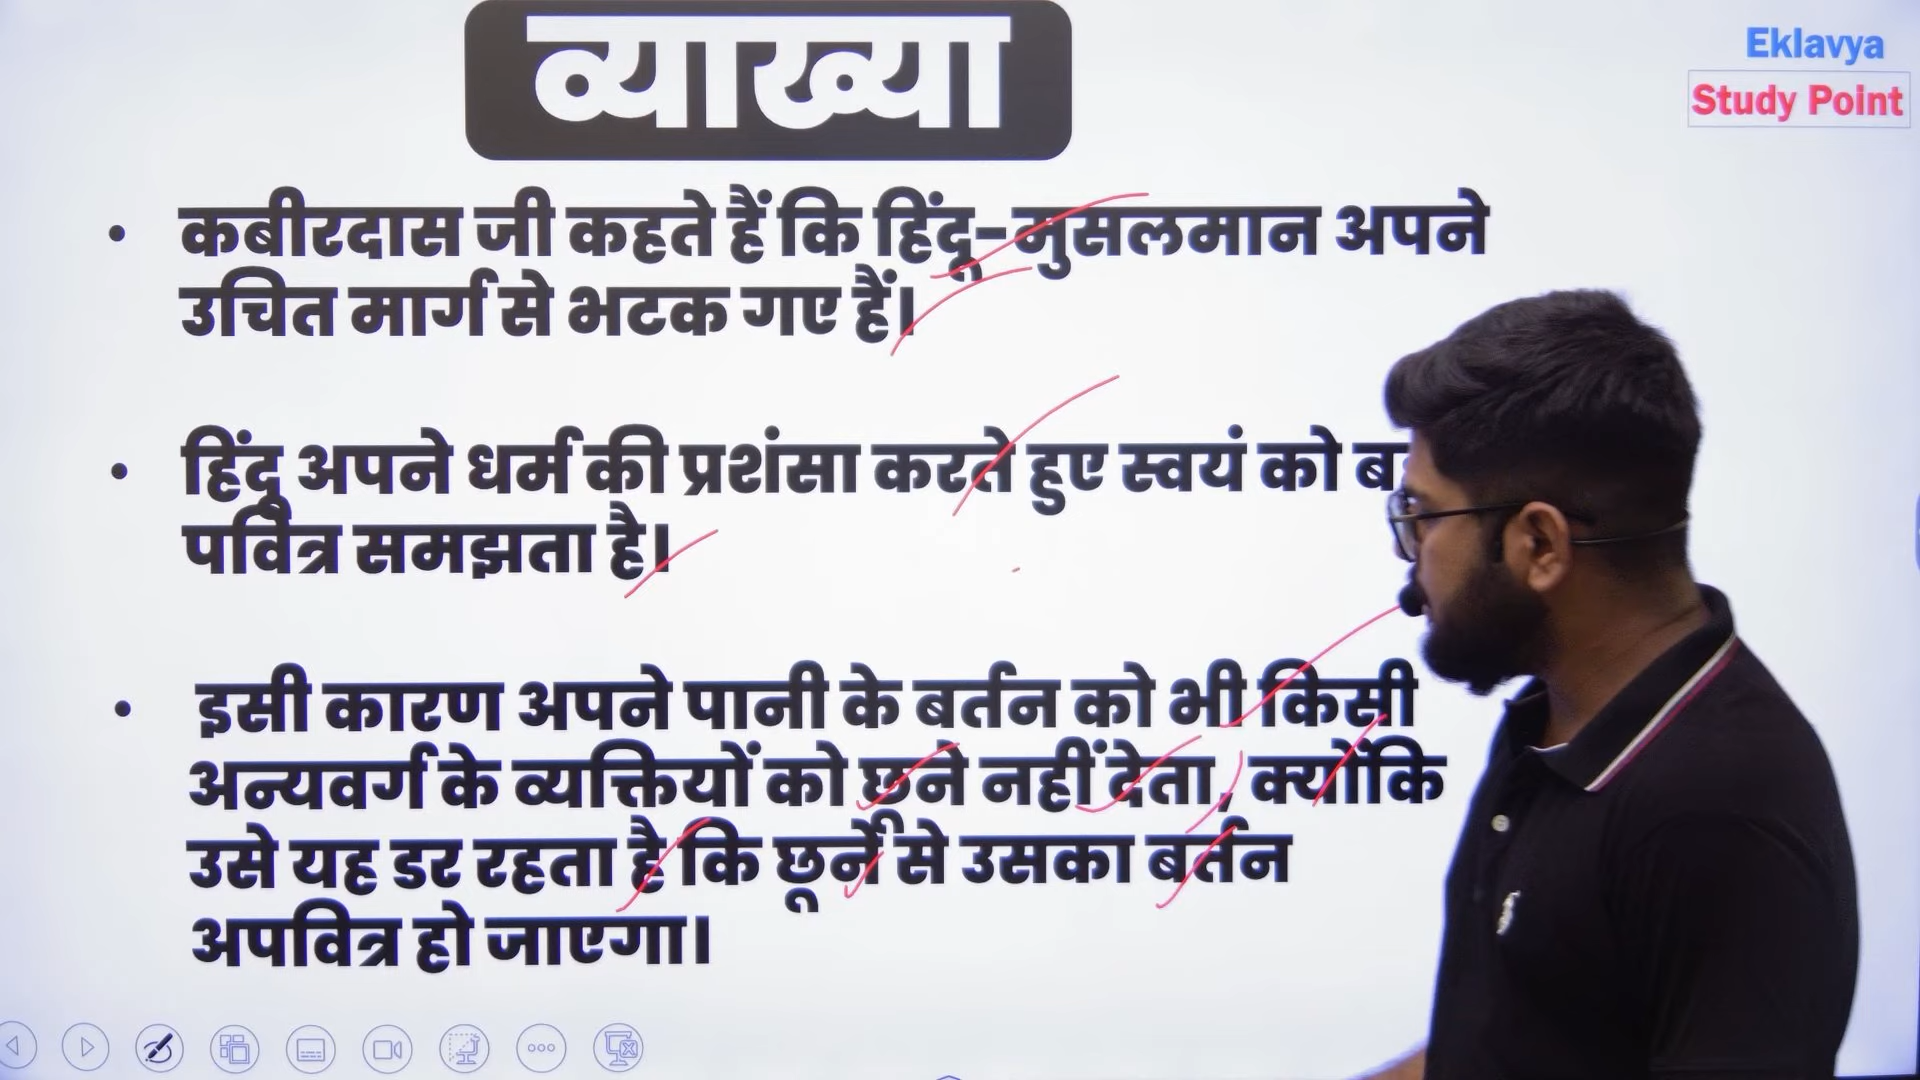 व्याख्या
Eklavya
Study Point
• कबीरदास जी कहते हैं कि हिंदू-मुसलमान अपने
उचित मार्ग से भटक गए हैं।
• हिंदू अपने धर्म की प्रशंसा करते हुए स्वयं को
पवित्र समझता है।
• इसी कारण अपने पानी के बर्तन को भी किसी
अन्यवर्ग के व्यक्तियों को छूने नहीं देता, क्योंकि
उसे यह डर रहता है कि छूने से उसका बर्तन
अपवित्र हो जाएगा।